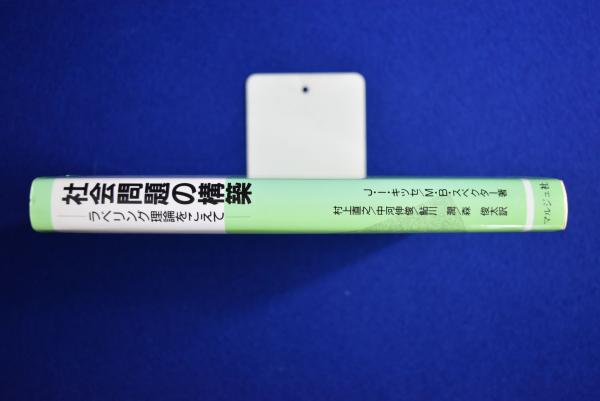 社会問題の構築
ラベリング理論をこえて
J・I・キツセ/M・B・スペクター著
村上直之/中河伸俊/鮎川 潤/森 俊太訳
マルジュ社